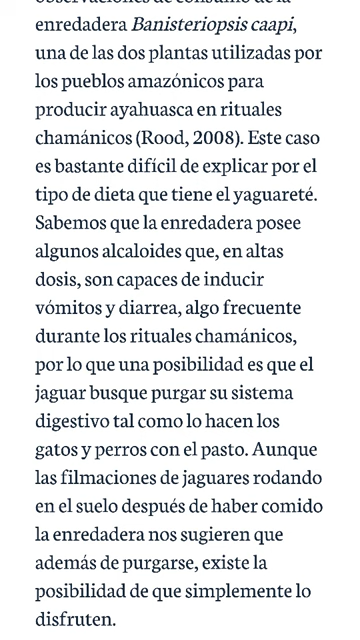 observaciones de consumo de la
enredadera Banisteriopsis caapi,
una de las dos plantas utilizadas por
los pueblos amazónicos para
producir ayahuasca en rituales
chamánicos (Rood, 2008). Este caso
es bastante difícil de explicar por el
tipo de dieta que tiene el yaguareté.
Sabemos que la enredadera posee
algunos alcaloides que, en altas
dosis, son capaces de inducir
vómitos y diarrea, algo frecuente
durante los rituales chamánicos,
por lo que una posibilidad es que el
jaguar busque purgar su sistema
digestivo tal como lo hacen los
gatos y perros con el pasto. Aunque
las filmaciones de jaguares rodando
en el suelo después de haber comido
la enredadera nos sugieren que
además de purgarse, existe la
posibilidad de que simplemente lo
disfruten.